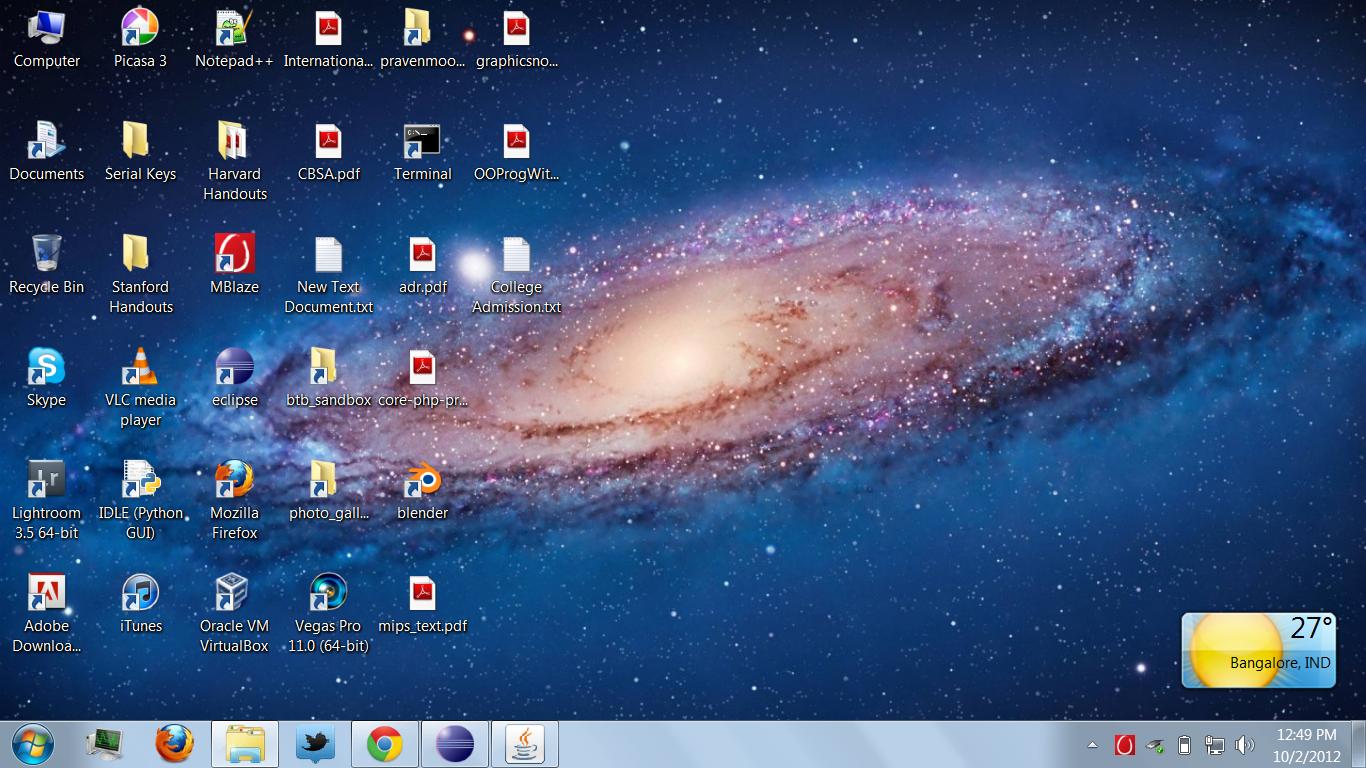 Computer
Picasa 3
Notepad++
Internationa...
pravenmoo...
graphicsno...
Documents
Serial Keys
Harvard
Handouts
CBSA.pdf
Terminal
OOProgWit...
Recycle Bin
Stanford
Handouts
MBlaze
New Text
Document.txt
adr.pdf
College
Admission.txt
Skype
VLC media
player
eclipse
btb_sandbox
core-php-pr...
Lightroom
3.5 64-bit
IDLE (Python
GUI)
Mozilla
Firefox
photo_gall...
blender
Adobe
Downloa...
iTunes
Oracle VM
VirtualBox
Vegas Pro
11.0 (64-bit)
mips_text.pdf
27°
Bangalore, IND
12:49 PM
10/2/2012